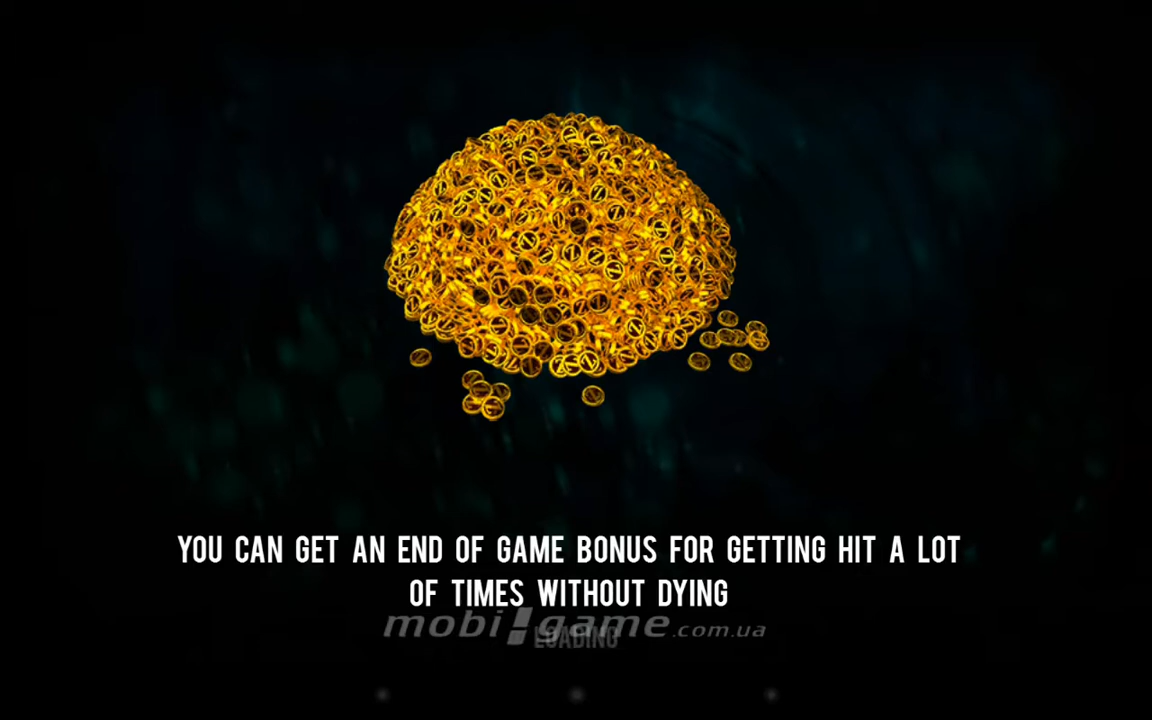 YOU CAN GET AN END OF GAME BONUS FOR GETTING HIT A LOT
OF TIMES WITHOUT DYING
mobi!game.com.ua
LOADING